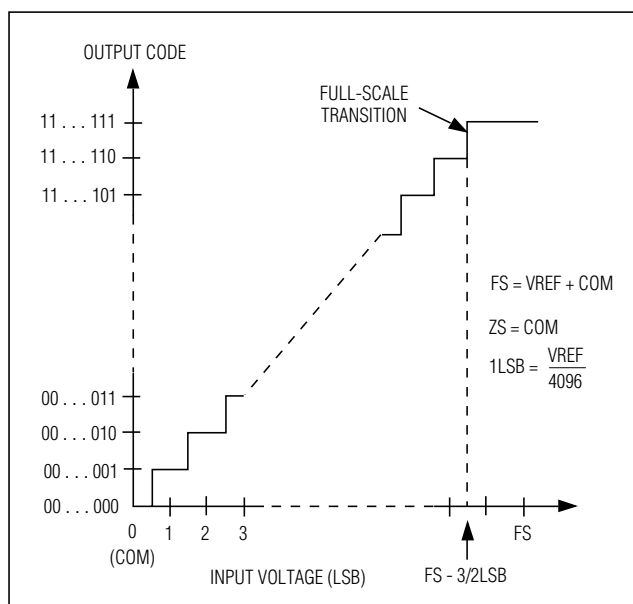 OUTPUT CODE
FULL-SCALE
TRANSITION
11 . . . 111
11 . . . 110
11 . . . 101
FS = VREF + COM
ZS = COM
1LSB = VREF
4096
00 . . . 011
00 . . . 010
00 . . . 001
00 . . . 000
0 1 2 3 FS
(COM)
INPUT VOLTAGE (LSB)
FS - 3/2LSB